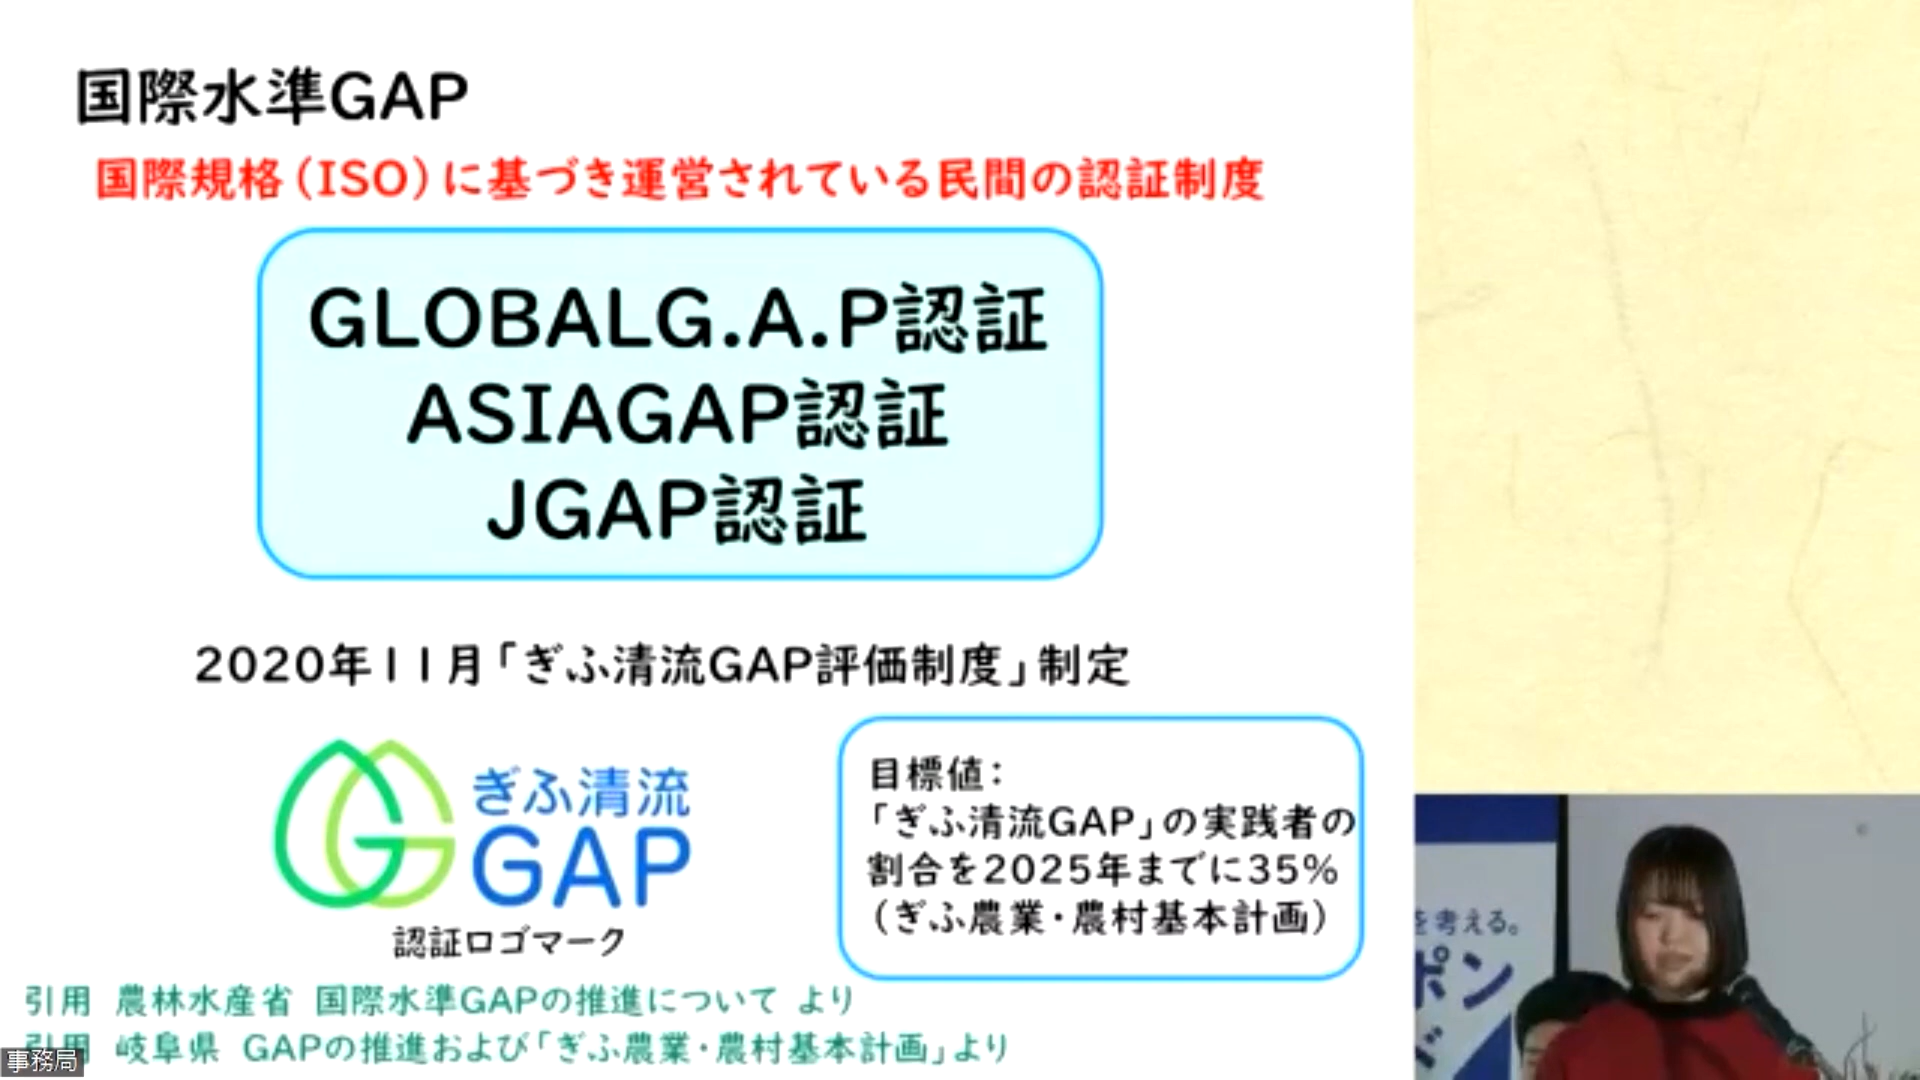 国際水準GAP
国際規格(ISO)に基づき運営されている民間の認証制度
GLOBALG.A.P認証
ASIAGAP認証
JGAP認証
2020年11月「ぎふ清流GAP評価制度」制定
ぎふ清流
GAP
認証ロゴマーク
目標値:
「ぎふ清流GAP」の実践者の
割合を2025年までに35%
(ぎふ農業・農村基本計画)
引用 農林水産省 国際水準GAPの推進について より
引用 岐阜県 GAPの推進および「ぎふ農業・農村基本計画」より
事務局
を考える。
ポン
ド